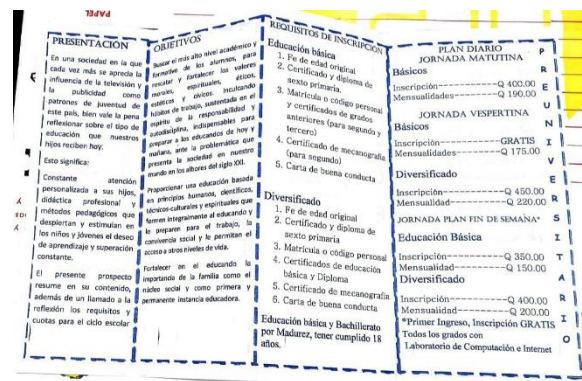 PAPEL
PRESENTACIÓN
En una sociedad en la que
cada vez más se aprecia la
influencia de la televisión y
la publicidad como
patrones de juventud de
este país, bien vale la pena
reflexionar sobre el tipo de
educación que nuestros
hijos reciben hoy.
Esto significa:
Constante atención
personalizada a sus hijos,
didáctica profesional y
métodos pedagógicos que
despiertan y estimulan en
los niños y jóvenes el deseo
de aprendizaje y superación
constante.
El presente prospecto
resume en su contenido,
además de un llamado a la
reflexión los requisitos y
cuotas para el ciclo escolar
OBJETIVOS
Buscar el más alto nivel académico y
formativo de los alumnos, para
rescatar y fortalecer los valores
morales, espirituales, éticos,
estéticos y cívicos. Inculcando
hábitos de trabajo, sustentada en el
espíritu de la responsabilidad y
autodisciplina, indispensables para
preparar a los educandos de hoy y
mañana, ante la problemática que
presenta la sociedad en nuestro
mundo en los albores del siglo XXI.
Proporcionar una educación basada
en principios humanos, científicos,
técnicos-culturales y espirituales que
formen integralmente al educando y
le preparen para el trabajo, la
convivencia social y le permitan el
acceso a otros niveles de vida.
Fortalecer en el educando la
importancia de la familia como el
núcleo social y como primera y
permanente instancia educadora.
REQUISITOS DE INSCRIPCIÓN
Educación básica
1. Fe de edad original
2. Certificado y diploma de
sexto primaria.
3. Matricula o código personal
y certificados de grados
anteriores (para segundo y
tercero)
4. Certificado de mecanografía
(para segundo)
5. Carta de buena conducta
Diversificado
1. Fe de edad original
2. Certificado y diploma de
sexto primaria
3. Matricula o código personal
4. Certificados de educación
básica y Diploma
5. Certificado de mecanografía
6. Carta de buena conducta
Educación básica y Bachillerato
por Madurez, tener cumplido 18
años.
PLAN DIARIO
JORNADA MATUTINA
Básicos
Inscripción--------------Q 400.00
Mensualidades-----------Q 190.00
JORNADA VESPERTINA
Básicos
Inscripción--------------GRATIS
Mensualidades-----------Q 175.00
Diversificado
Inscripción--------------Q 450.00
Mensualidad-------------Q 220.00
JORNADA PLAN FIN DE SEMANA*
Educación Básica
Inscripción--------------Q 350.00
Mensualidad-------------Q 150.00
Diversificado
Inscripción--------------Q 400.00
Mensualidad-------------Q 200.00
*Primer Ingreso, Inscripción GRATIS
Todos los grados con
Laboratorio de Computación e Internet
P
R
E
U
N
I
V
E
R
S
I
T
A
R
I
O